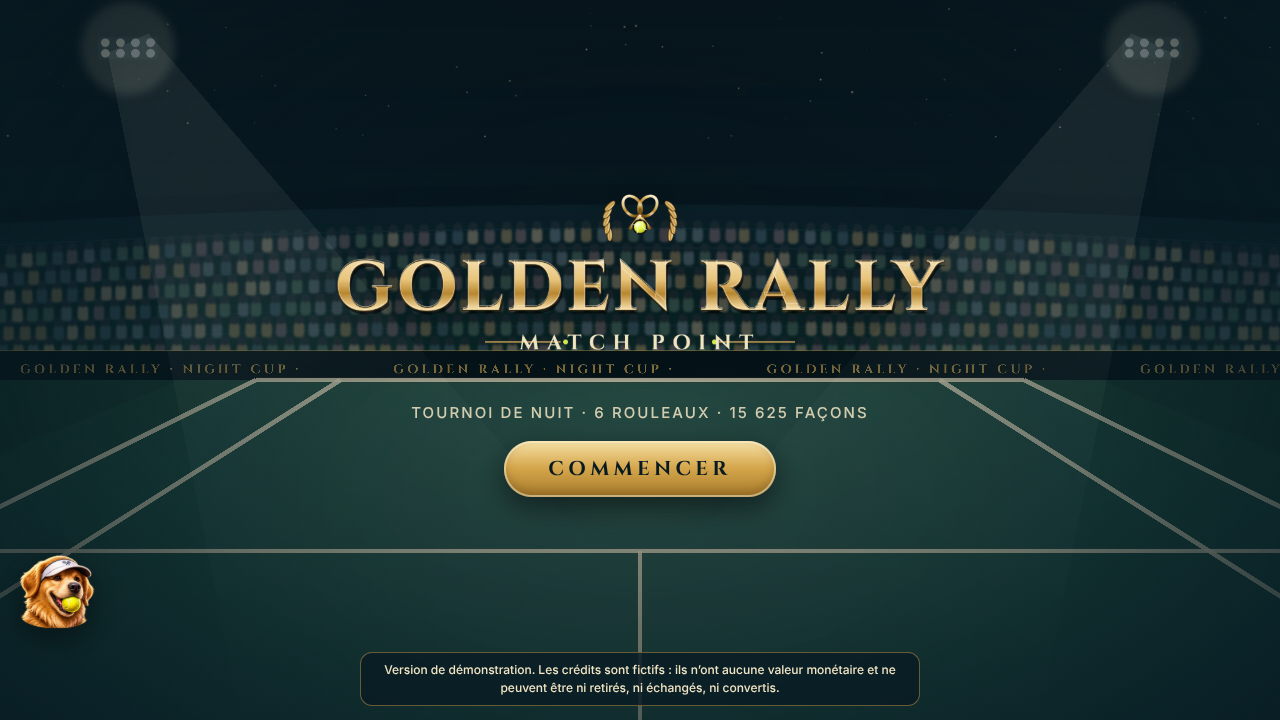 GOLDEN RALLY
MATCH POINT
GOLDEN RALLY · NIGHT CUP · GOLDEN RALLY · NIGHT CUP · GOLDEN RALLY · NIGHT CUP · GOLDEN RALLY
TOURNOI DE NUIT · 6 ROULEAUX · 15 625 FAÇONS
COMMENCER
Version de démonstration. Les crédits sont fictifs : ils n’ont aucune valeur monétaire et ne
peuvent être ni retirés, ni échangés, ni convertis.